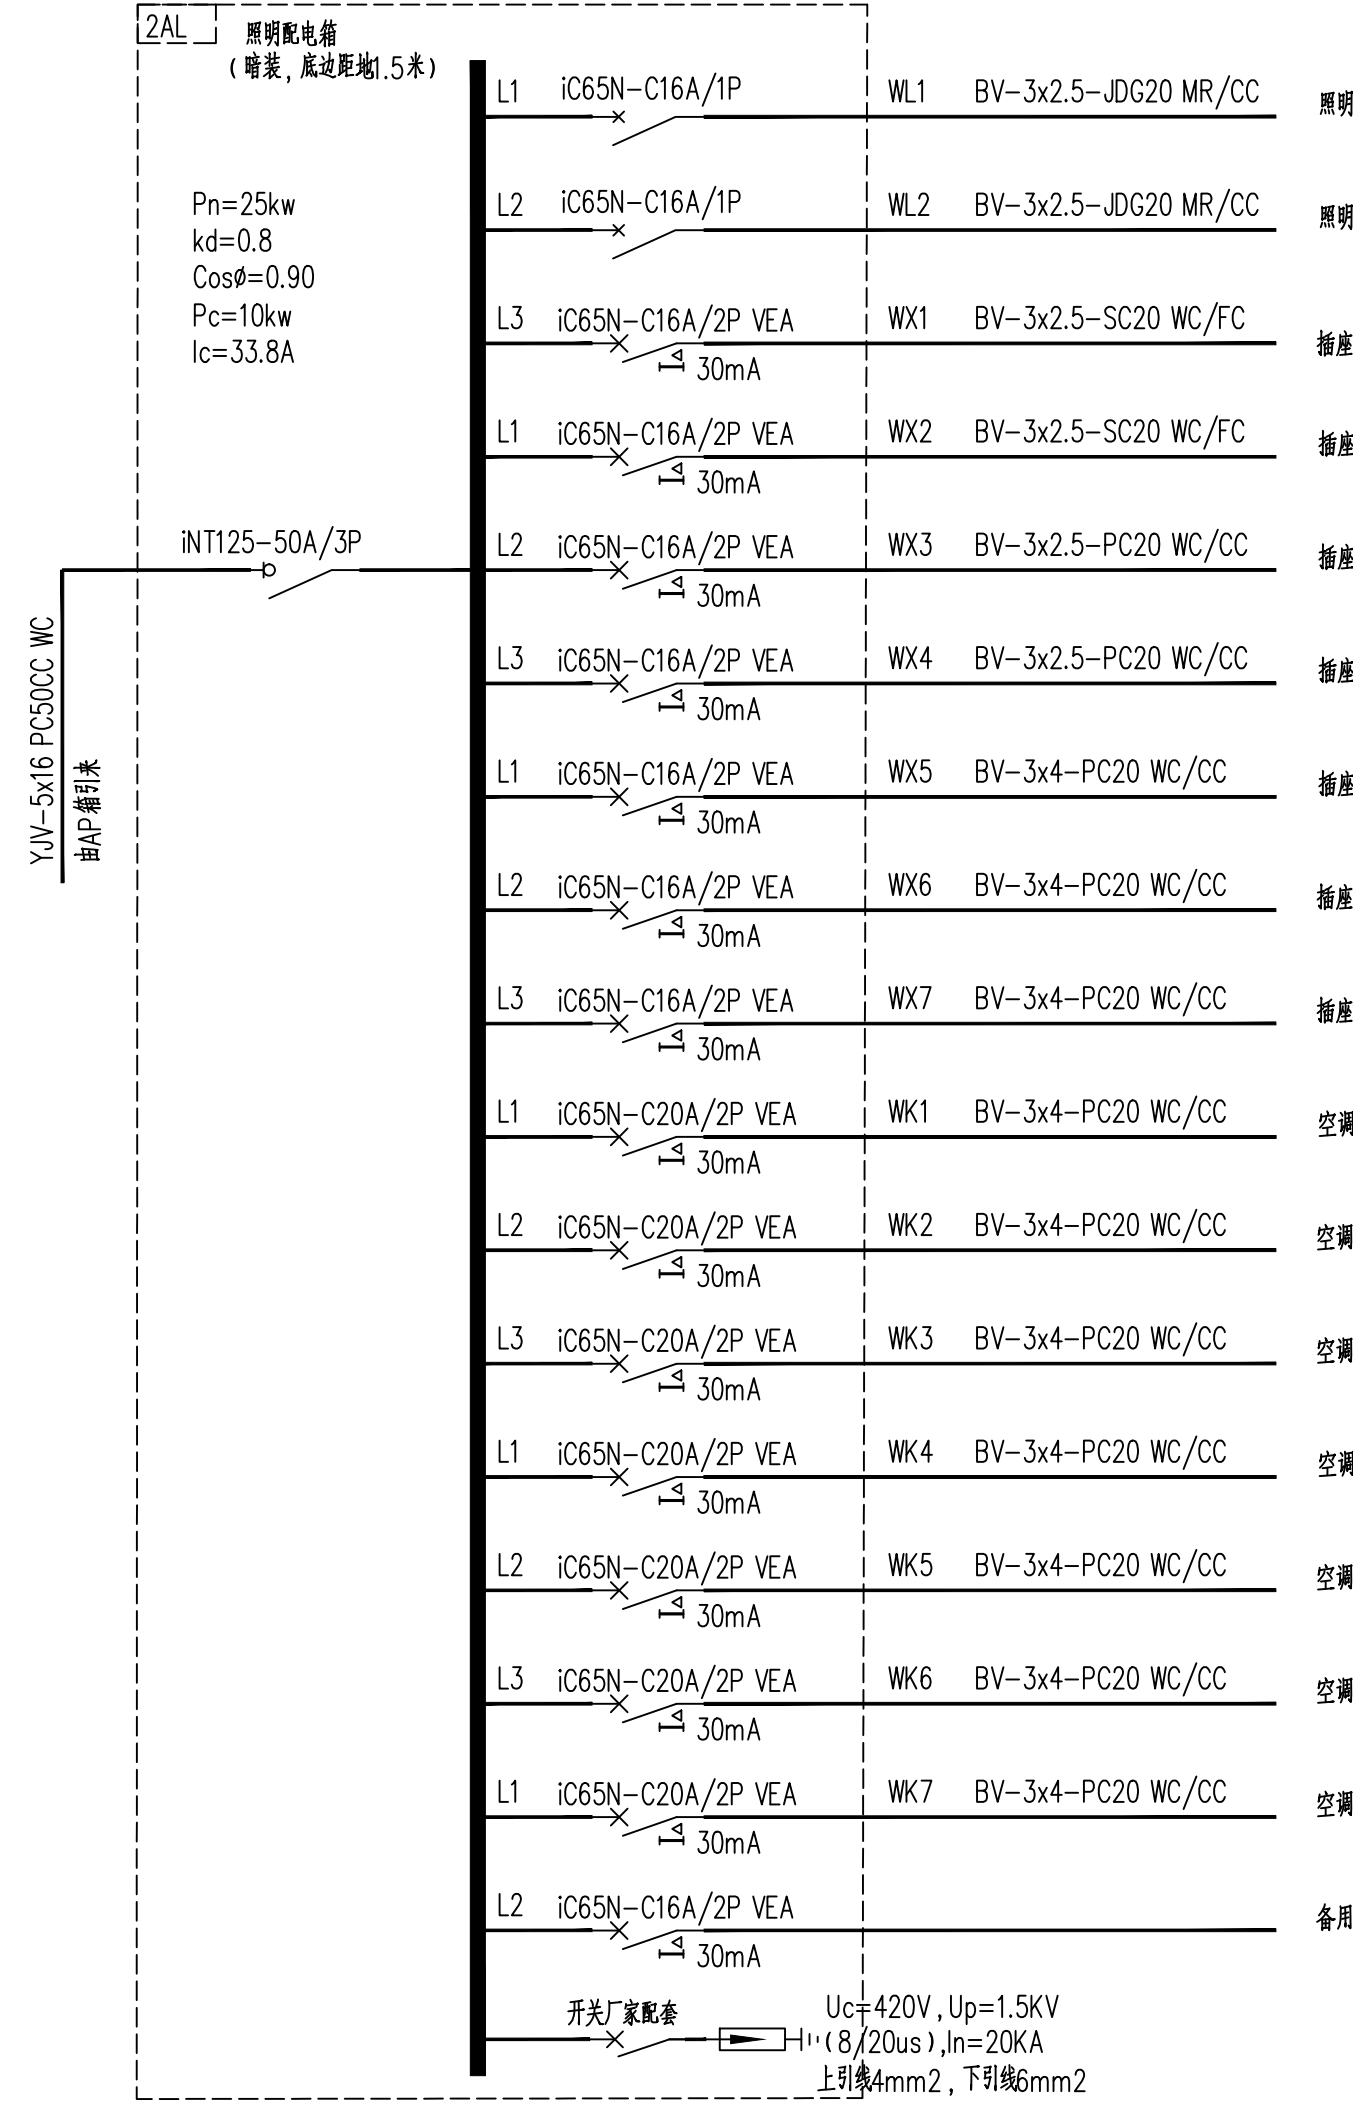 2AL
照明配电箱
(暗装, 底边距地1.5米)
Pn=25kw
kd=0.8
Cosø=0.90
Pc=10kw
Ic=33.8A
iNT125-50A/3P
YJV-5x16 PC50CC WC
由AP箱引来
L1 iC65N-C16A/1P WL1 BV-3x2.5-JDG20 MR/CC 照明
L2 iC65N-C16A/1P WL2 BV-3x2.5-JDG20 MR/CC 照明
L3 iC65N-C16A/2P VEA WX1 BV-3x2.5-SC20 WC/FC 插座
30mA
L1 iC65N-C16A/2P VEA WX2 BV-3x2.5-SC20 WC/FC 插座
30mA
L2 iC65N-C16A/2P VEA WX3 BV-3x2.5-PC20 WC/CC 插座
30mA
L3 iC65N-C16A/2P VEA WX4 BV-3x2.5-PC20 WC/CC 插座
30mA
L1 iC65N-C16A/2P VEA WX5 BV-3x4-PC20 WC/CC 插座
30mA
L2 iC65N-C16A/2P VEA WX6 BV-3x4-PC20 WC/CC 插座
30mA
L3 iC65N-C16A/2P VEA WX7 BV-3x4-PC20 WC/CC 插座
30mA
L1 iC65N-C20A/2P VEA WK1 BV-3x4-PC20 WC/CC 空调
30mA
L2 iC65N-C20A/2P VEA WK2 BV-3x4-PC20 WC/CC 空调
30mA
L3 iC65N-C20A/2P VEA WK3 BV-3x4-PC20 WC/CC 空调
30mA
L1 iC65N-C20A/2P VEA WK4 BV-3x4-PC20 WC/CC 空调
30mA
L2 iC65N-C20A/2P VEA WK5 BV-3x4-PC20 WC/CC 空调
30mA
L3 iC65N-C20A/2P VEA WK6 BV-3x4-PC20 WC/CC 空调
30mA
L1 iC65N-C20A/2P VEA WK7 BV-3x4-PC20 WC/CC 空调
30mA
L2 iC65N-C16A/2P VEA 备用
30mA
开关厂家配套
Uc=420V,Up=1.5KV
(8/20us),In=20KA
上引线4mm2, 下引线6mm2